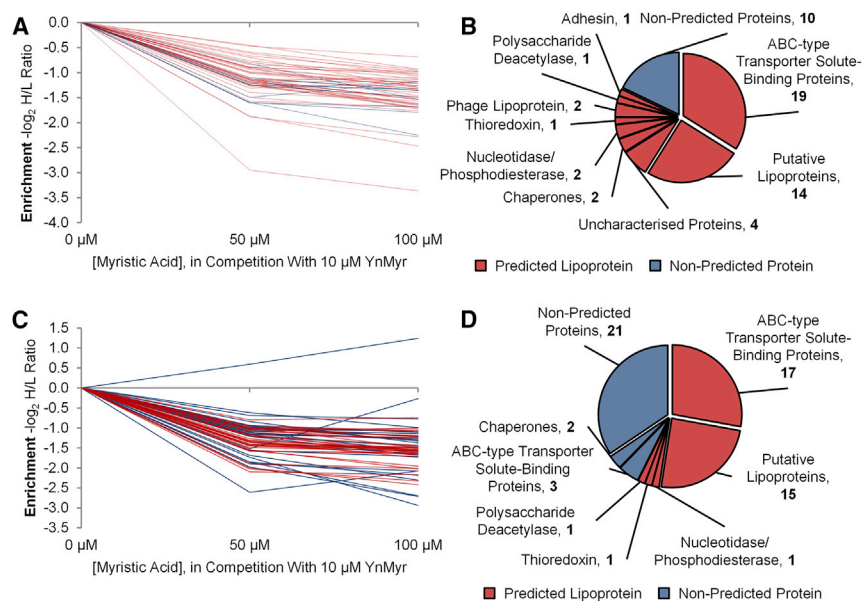 A
0.0
-0.5
-1.0
-1.5
-2.0
-2.5
-3.0
-3.5
-4.0
Enrichment -log2 H/L Ratio
0 µM
50 µM
100 µM
[Myristic Acid], in Competition With 10 µM YnMyr
B
Adhesin, 1
Non-Predicted Proteins, 10
Polysaccharide
Deacetylase, 1
ABC-type
Transporter Solute-
Binding Proteins,
19
Phage Lipoprotein, 2
Thioredoxin, 1
Nucleotidase/
Phosphodiesterase, 2
Putative
Lipoproteins,
14
Chaperones, 2
Uncharacterised Proteins, 4
Predicted Lipoprotein
Non-Predicted Protein
C
1.5
1.0
0.5
0.0
-0.5
-1.0
-1.5
-2.0
-2.5
-3.0
-3.5
Enrichment -log2 H/L Ratio
0 µM
50 µM
100 µM
[Myristic Acid], in Competition With 10 µM YnMyr
D
Non-Predicted
Proteins, 21
ABC-type
Transporter Solute-
Binding Proteins,
17
Chaperones, 2
ABC-type Transporter
Solute-Binding
Proteins, 3
Putative
Lipoproteins,
15
Polysaccharide
Deacetylase, 1
Thioredoxin, 1
Nucleotidase/
Phosphodiesterase, 1
Predicted Lipoprotein
Non-Predicted Protein